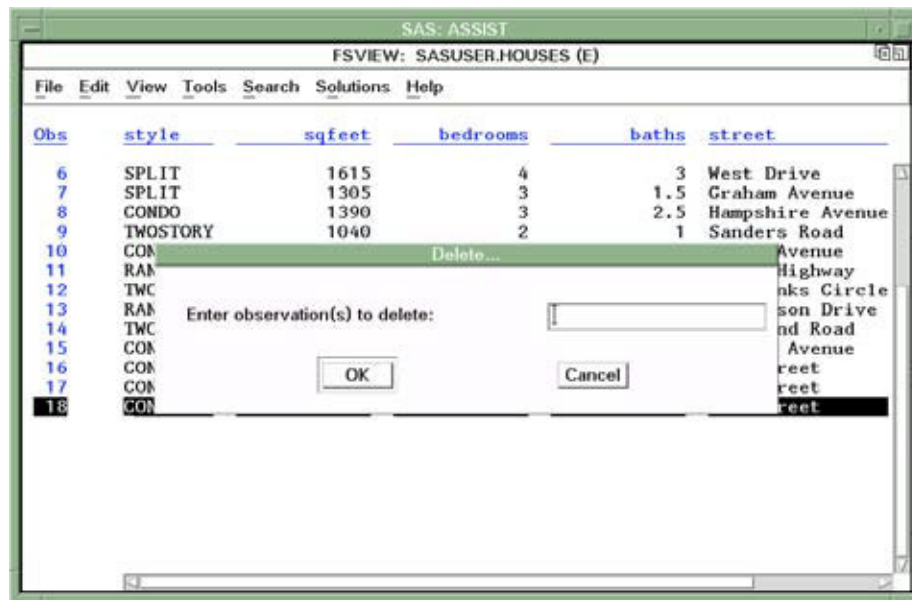 SAS: ASSIST
FSVIEW: SASUSER.HOUSES (E)
File Edit View Tools Search Solutions Help
Obs style sqfeet bedrooms baths street
6 SPLIT 1615 4 3 West Drive
7 SPLIT 1305 3 1.5 Graham Avenue
8 CONDO 1390 3 2.5 Hampshire Avenue
9 TWOSTORY 1040 2 1 Sanders Road
10 CON Avenue
11 RAN Highway
12 TWO nks Circle
13 RAN son Drive
14 TWO nd Road
15 CON Avenue
16 CON reet
17 CON reet
18 CON reet
Delete...
Enter observation(s) to delete:
OK Cancel